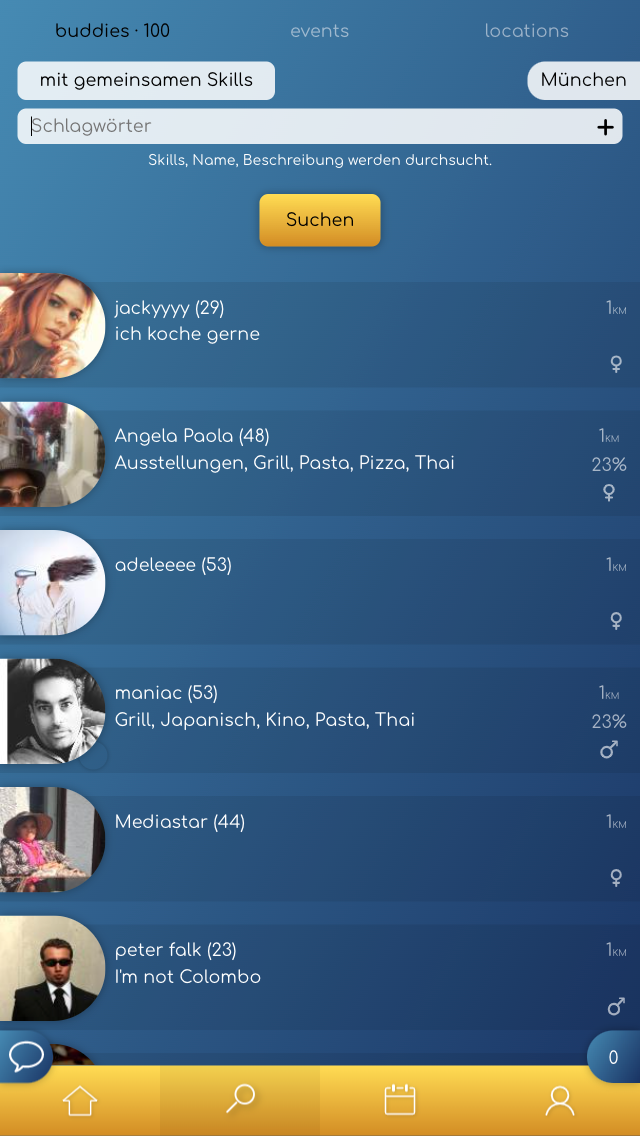 buddies · 100
events
locations
mit gemeinsamen Skills
München
Schlagwörter
Skills, Name, Beschreibung werden durchsucht.
Suchen
jackyyyy (29)
1KM
ich koche gerne
Angela Paola (48)
1KM
Ausstellungen, Grill, Pasta, Pizza, Thai
23%
adeleeee (53)
1KM
maniac (53)
1KM
Grill, Japanisch, Kino, Pasta, Thai
23%
Mediastar (44)
1KM
peter falk (23)
1KM
I'm not Colombo
0